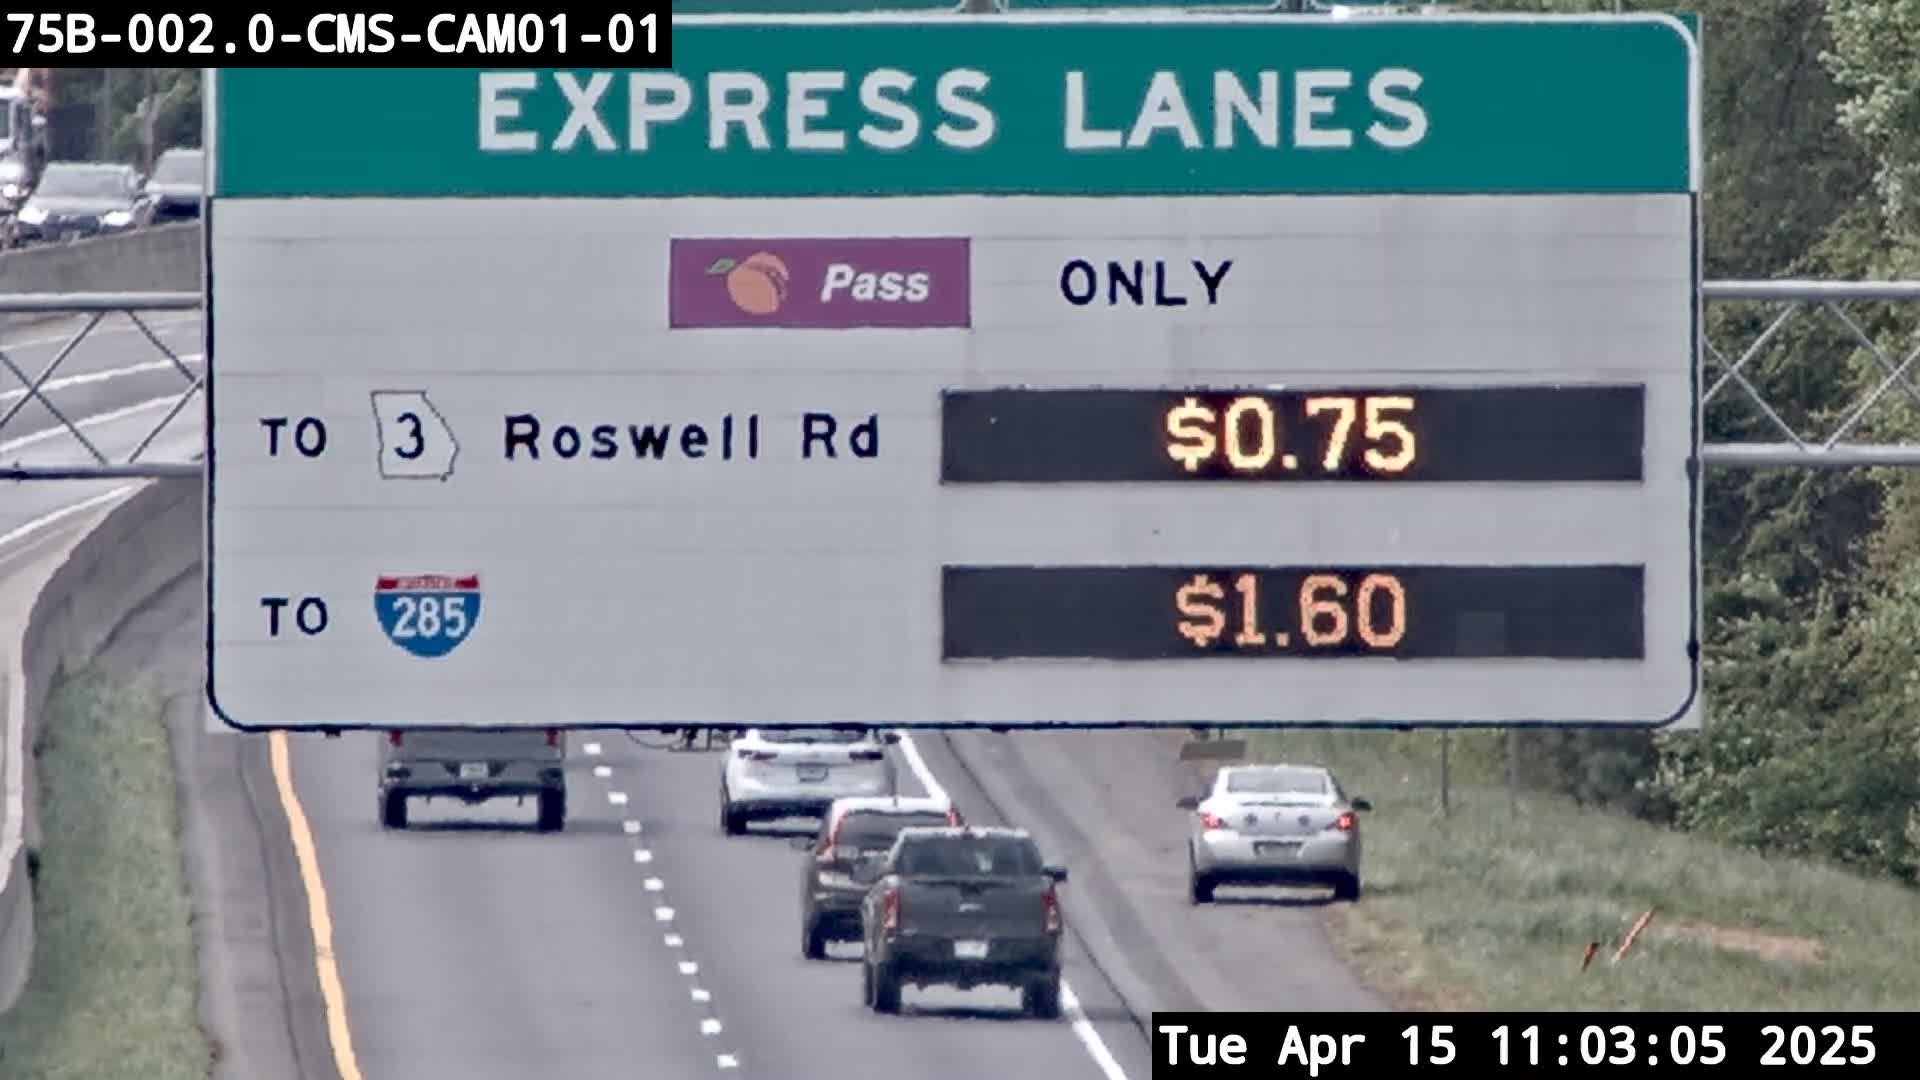 75B-002.0-CMS-CAM01-01
EXPRESS LANES
Pass ONLY
TO 3 Roswell Rd $0.75
TO 285 $1.60
Tue Apr 15 11:03:05 2025